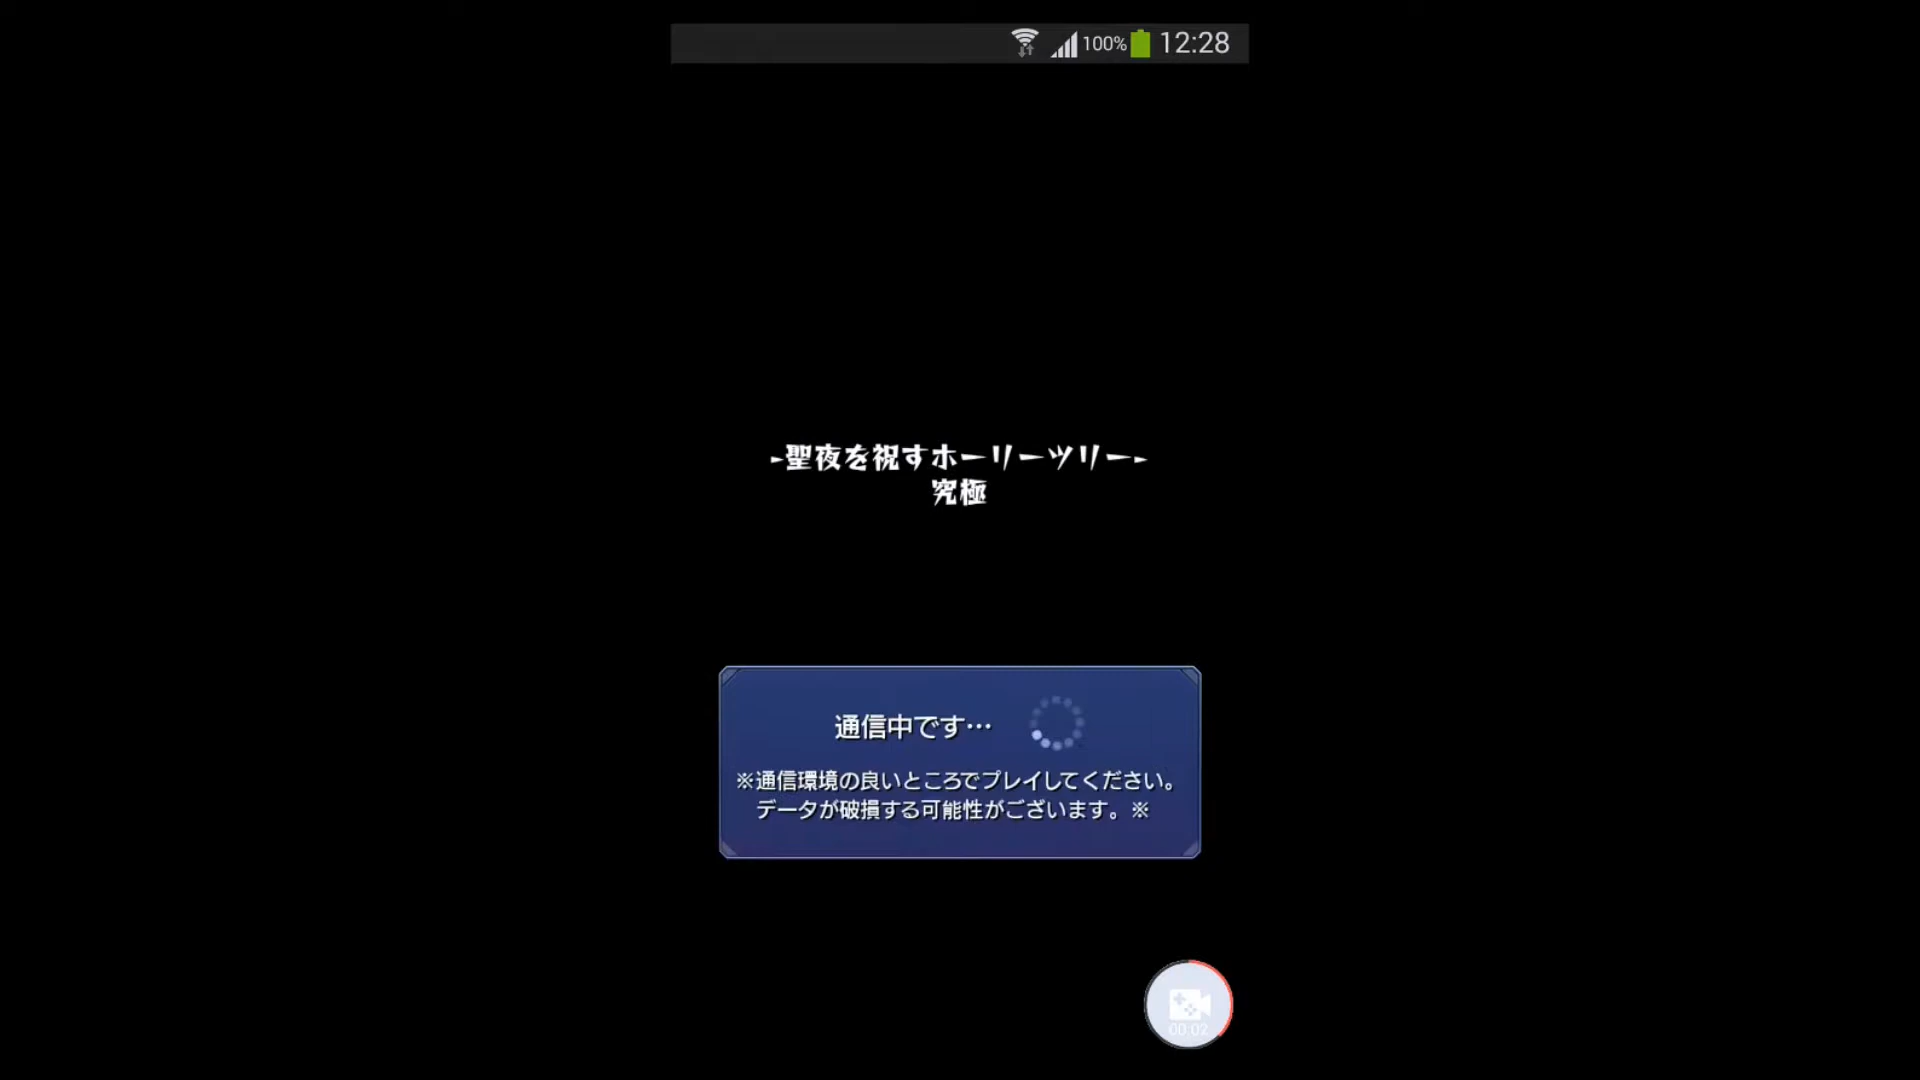 100% 12:28
-聖夜を祝すホーリーツリー-
究極
通信中です…
※通信環境の良いところでプレイしてください。
データが破損する可能性がございます。※
00:02